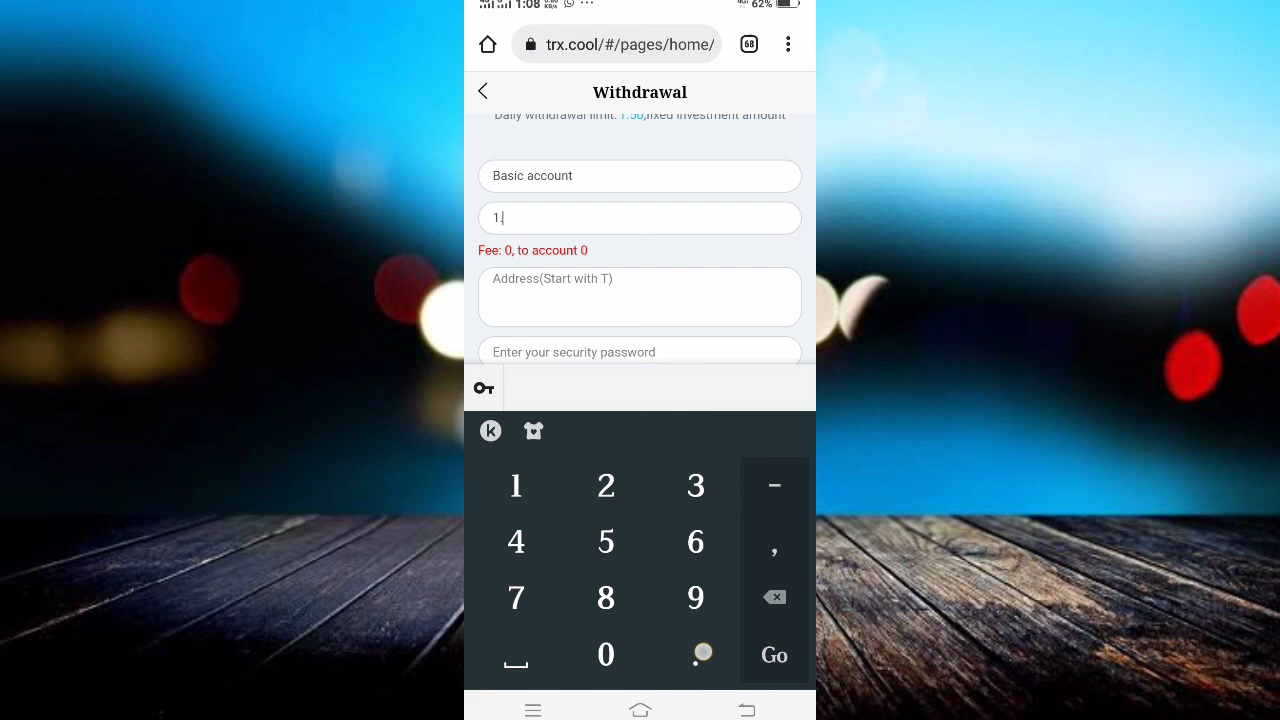 1:08
62%
trx.cool/#/pages/home/
68
Withdrawal
Daily withdrawal limit: 1:50,fixed investment amount
Basic account
1.
Fee: 0, to account 0
Address(Start with T)
Enter your security password
k
1 2 3 –
4 5 6 ,
7 8 9
0 . Go